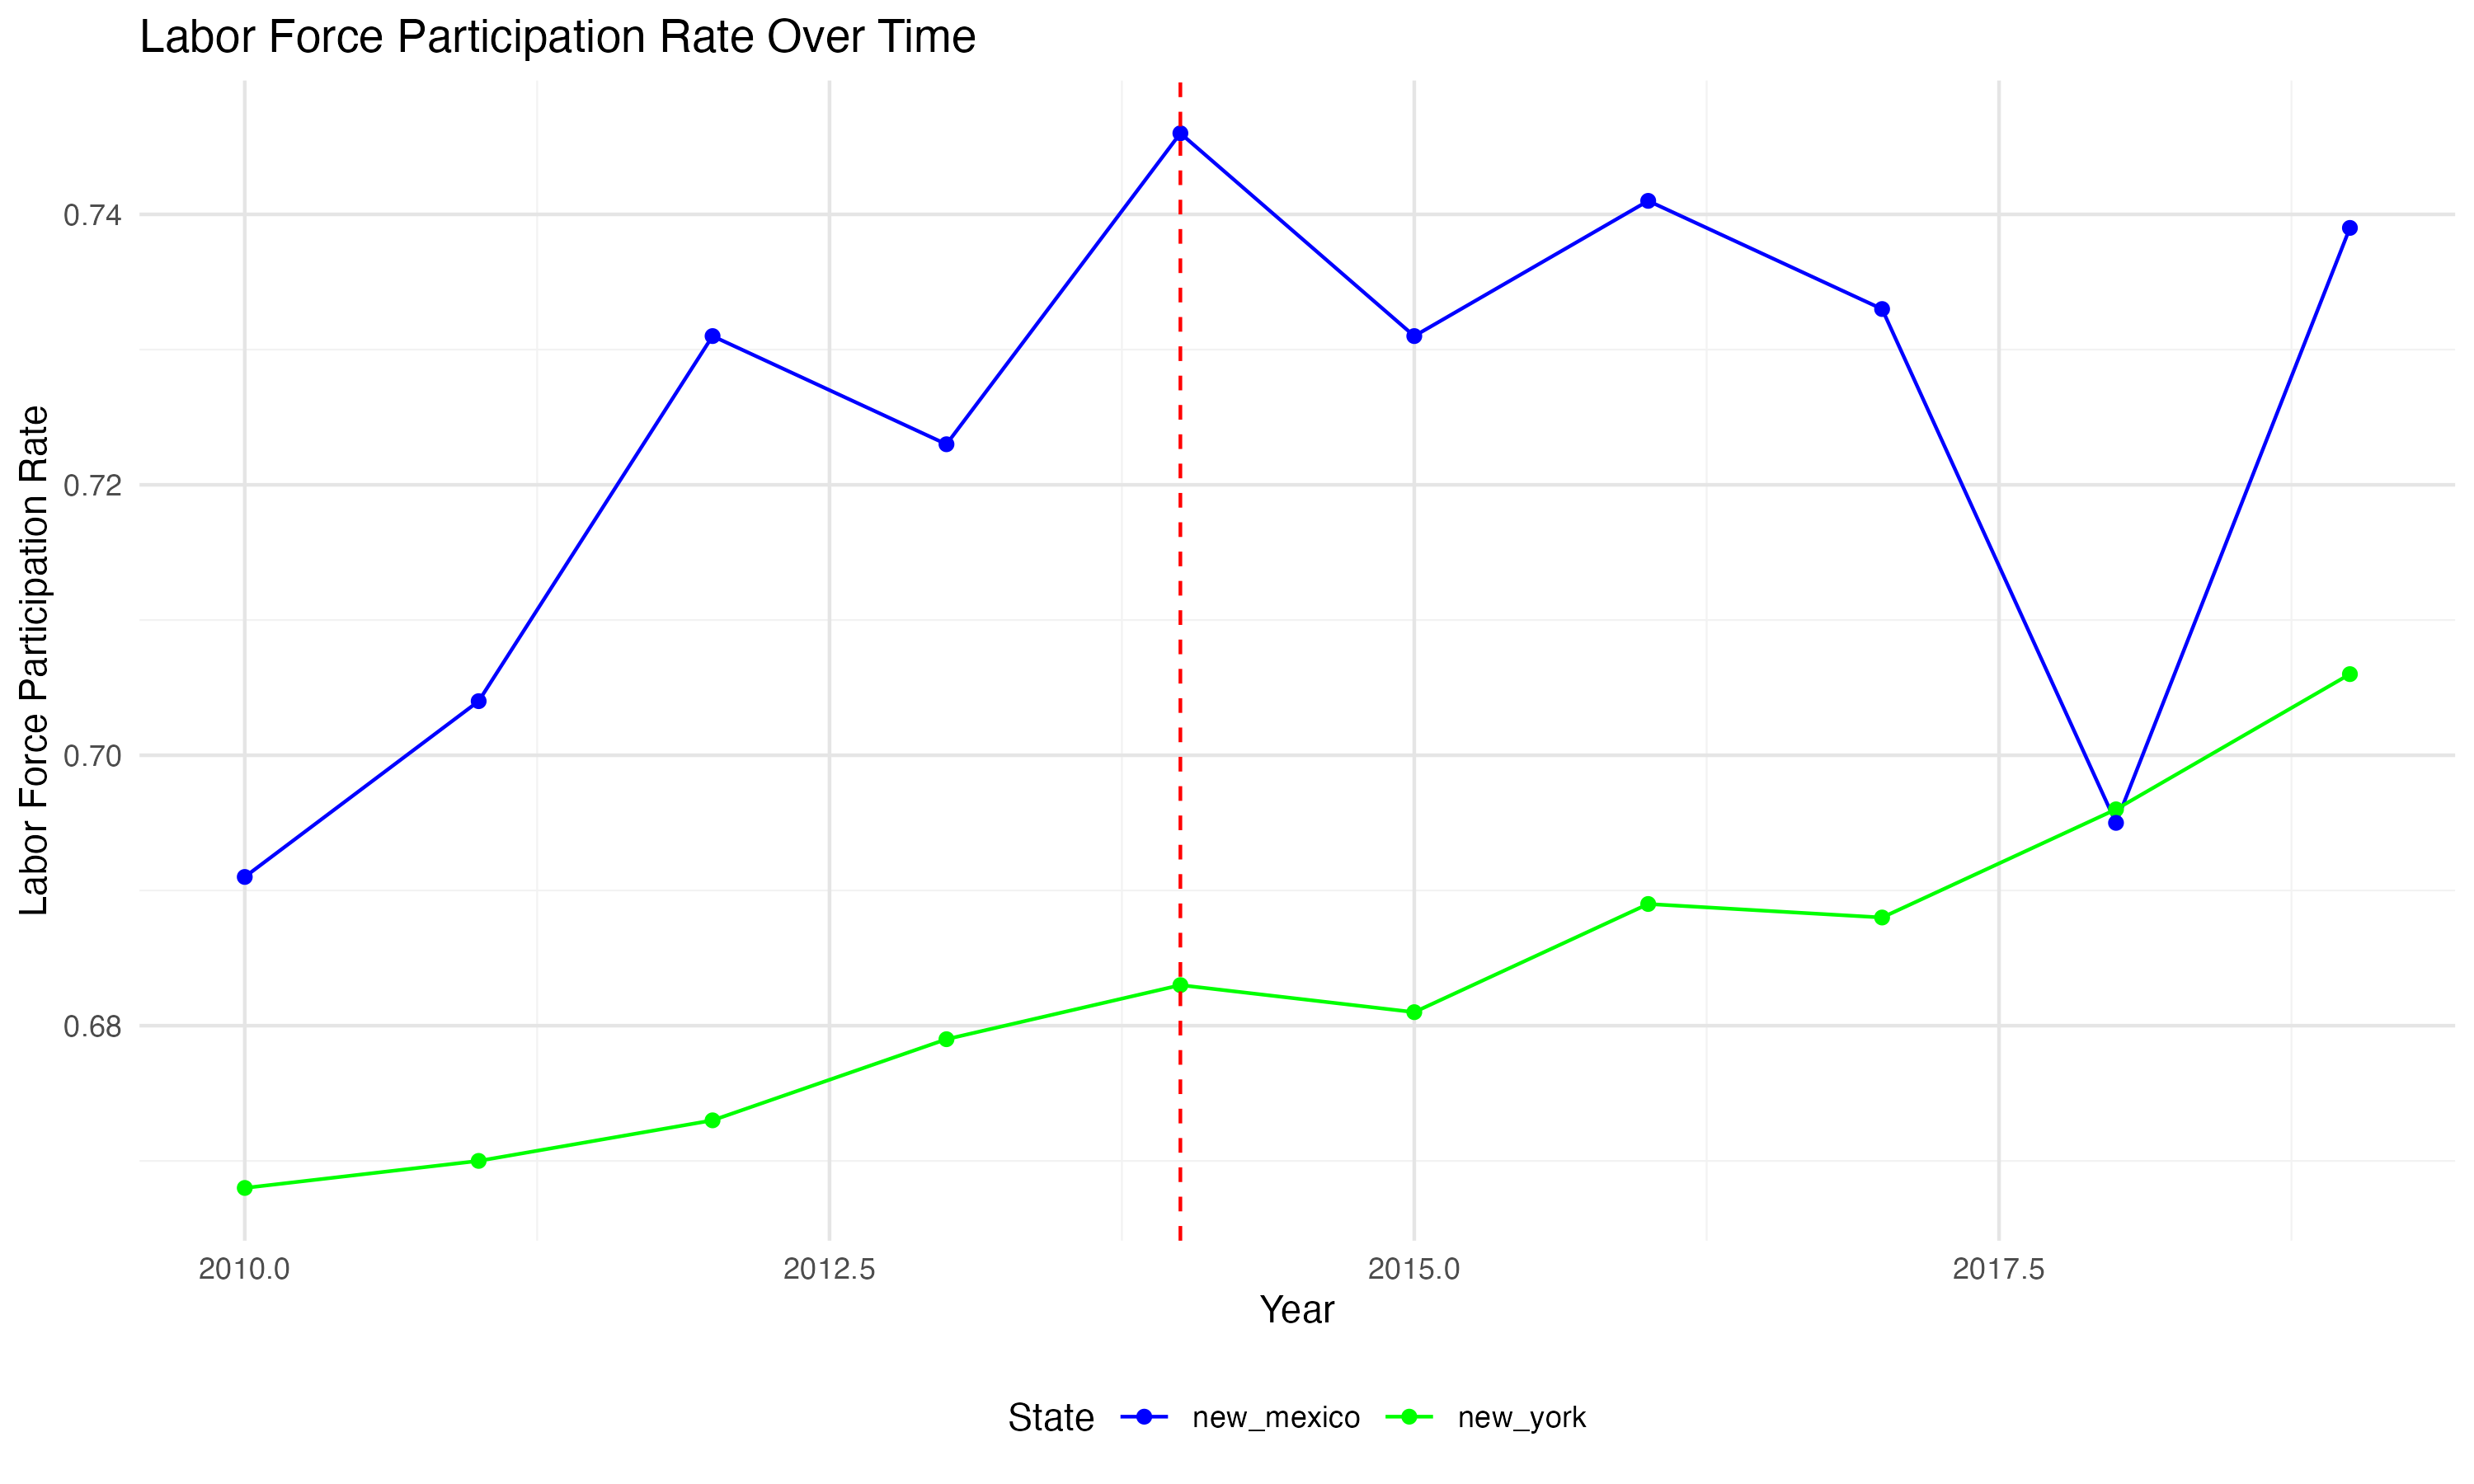 Labor Force Participation Rate Over Time
Labor Force Participation Rate
0.74
0.72
0.70
0.68
2010.0 2012.5 2015.0 2017.5
Year
State new_mexico new_york